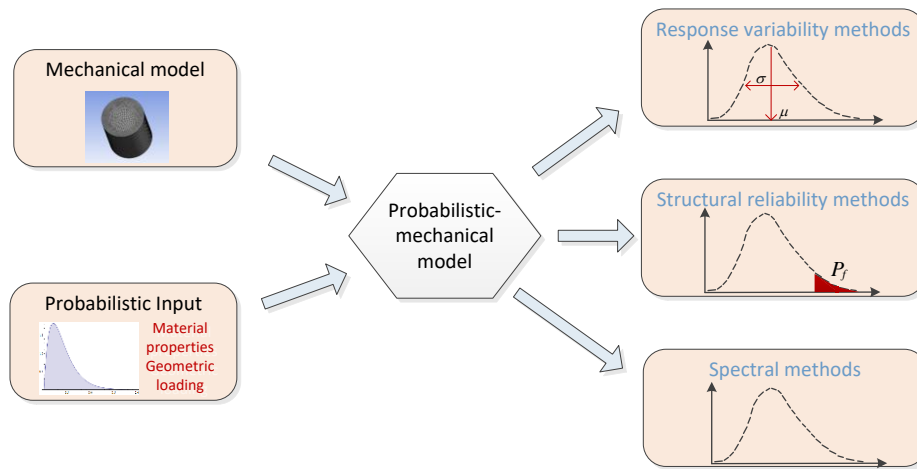 Mechanical model
Probabilistic Input
Material
properties
Geometric
loading
Probabilistic-
mechanical
model
Response variability methods
σ
μ
Structural reliability methods
P_f
Spectral methods